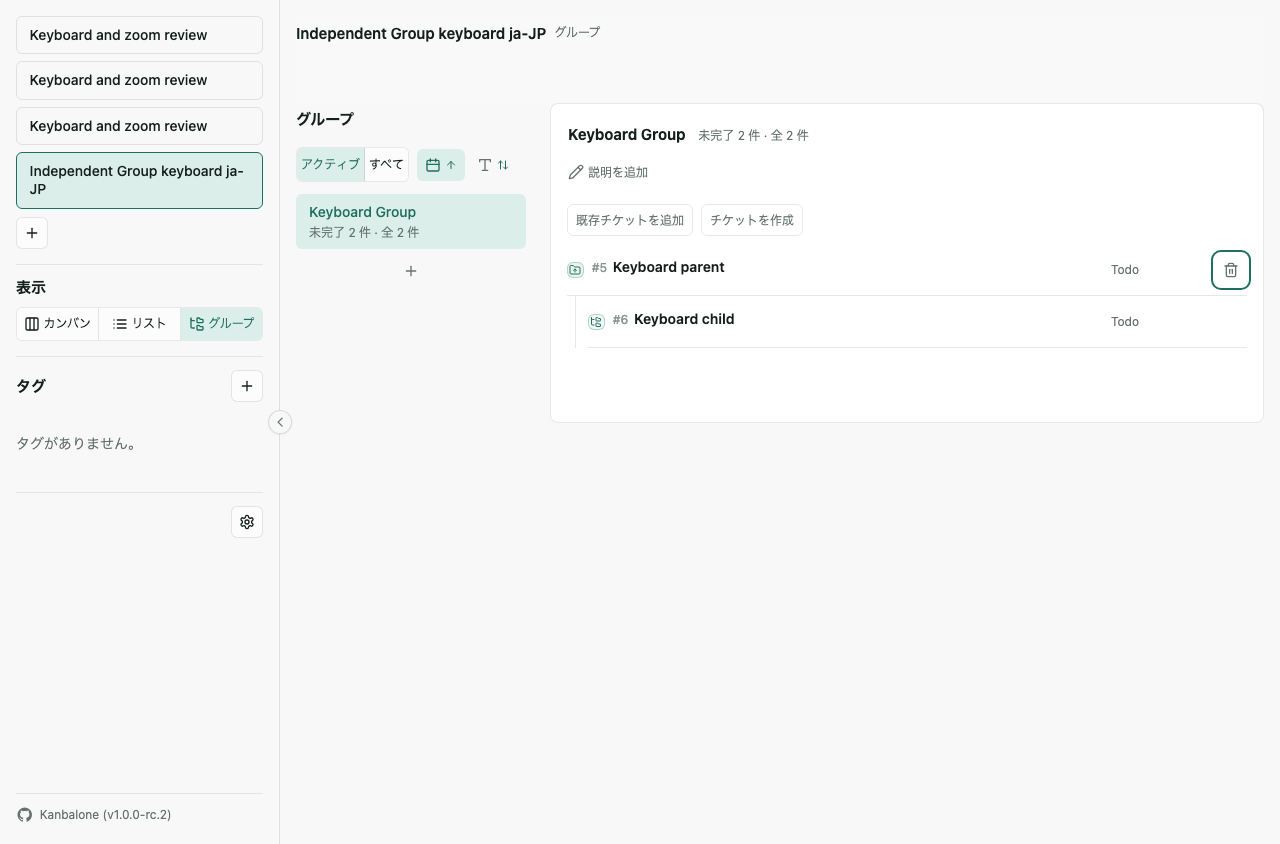 Keyboard and zoom review
Keyboard and zoom review
Keyboard and zoom review
Independent Group keyboard ja-
JP
表示
カンバン
リスト
グループ
タグ
タグがありません。
Kanbalone (v1.0.0-rc.2)
Independent Group keyboard ja-JP グループ
グループ
アクティブ すべて
Keyboard Group
未完了 2 件 · 全 2 件
Keyboard Group 未完了 2 件 · 全 2 件
説明を追加
既存チケットを追加 チケットを作成
#5 Keyboard parent Todo
#6 Keyboard child Todo